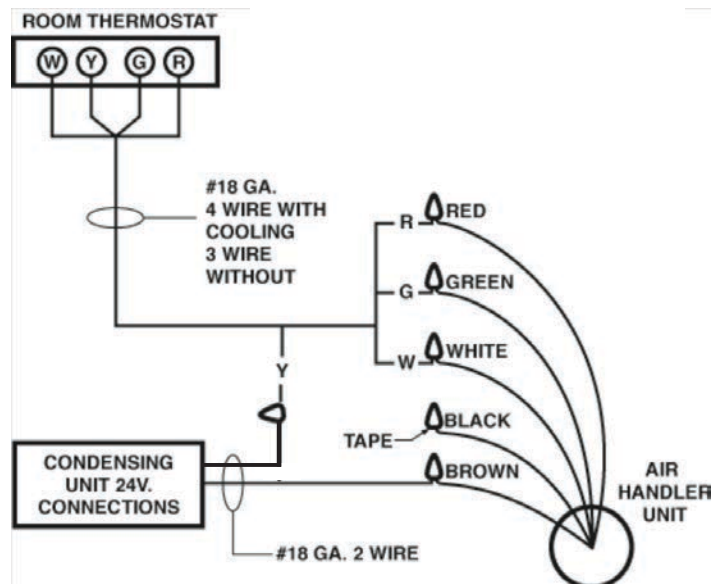 ROOM THERMOSTAT
W Y G R
#18 GA.
4 WIRE WITH
COOLING
3 WIRE
WITHOUT
R RED
G GREEN
W WHITE
Y
TAPE BLACK
BROWN
CONDENSING
UNIT 24V.
CONNECTIONS
AIR
HANDLER
UNIT
#18 GA. 2 WIRE